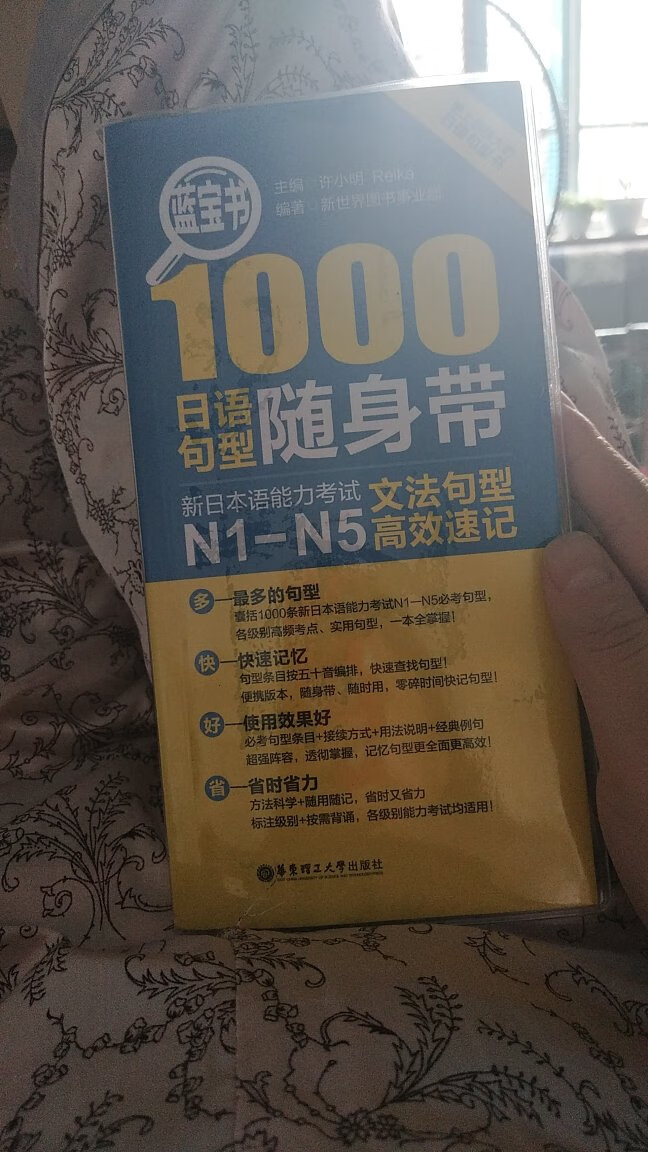 蓝宝书
主编：许小明 Reika
编著：新世界图书事业部
1000
日语
句型
随身带
新日本语能力考试
N1-N5
文法句型
高效速记
多—最多的句型
囊括1000条新日本语能力考试N1—N5必考句型，
各级别高频考点、实用句型，一本全掌握！
快—快速记忆
句型条目按五十音编排，快速查找句型！
便携版本，随身带、随时用，零碎时间快记句型！
好—使用效果好
必考句型条目+接续方式+用法说明+经典例句
超强阵容，透彻掌握，记忆句型更全面更高效！
省—省时省力
方法科学+随用随记，省时又省力
标注级别+按需背诵，各级别能力考试均适用！
华东理工大学出版社